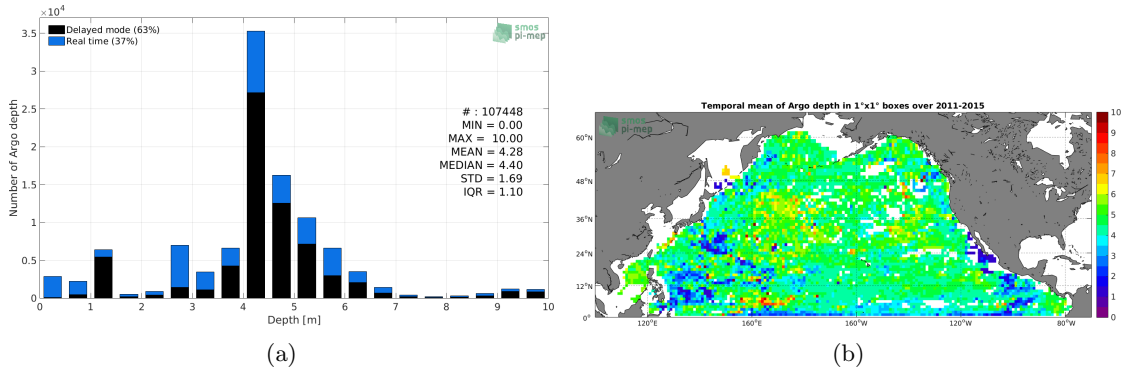 ×10⁴
Delayed mode (63%)
Real time (37%)
smos
pi-mep
3.5
3
2.5
2
1.5
1
0.5
0
Number of Argo depth
# : 107448
MIN = 0.00
MAX = 10.00
MEAN = 4.28
MEDIAN = 4.40
STD = 1.69
IQR = 1.10
0 1 2 3 4 5 6 7 8 9 10
Depth [m]
(a)
Temporal mean of Argo depth in 1°x1° boxes over 2011-2015
smos
pi-mep
60°N
48°N
36°N
24°N
12°N
0°
120°E 160°E 160°W 120°W 80°W
10
9
8
7
6
5
4
3
2
1
0
(b)